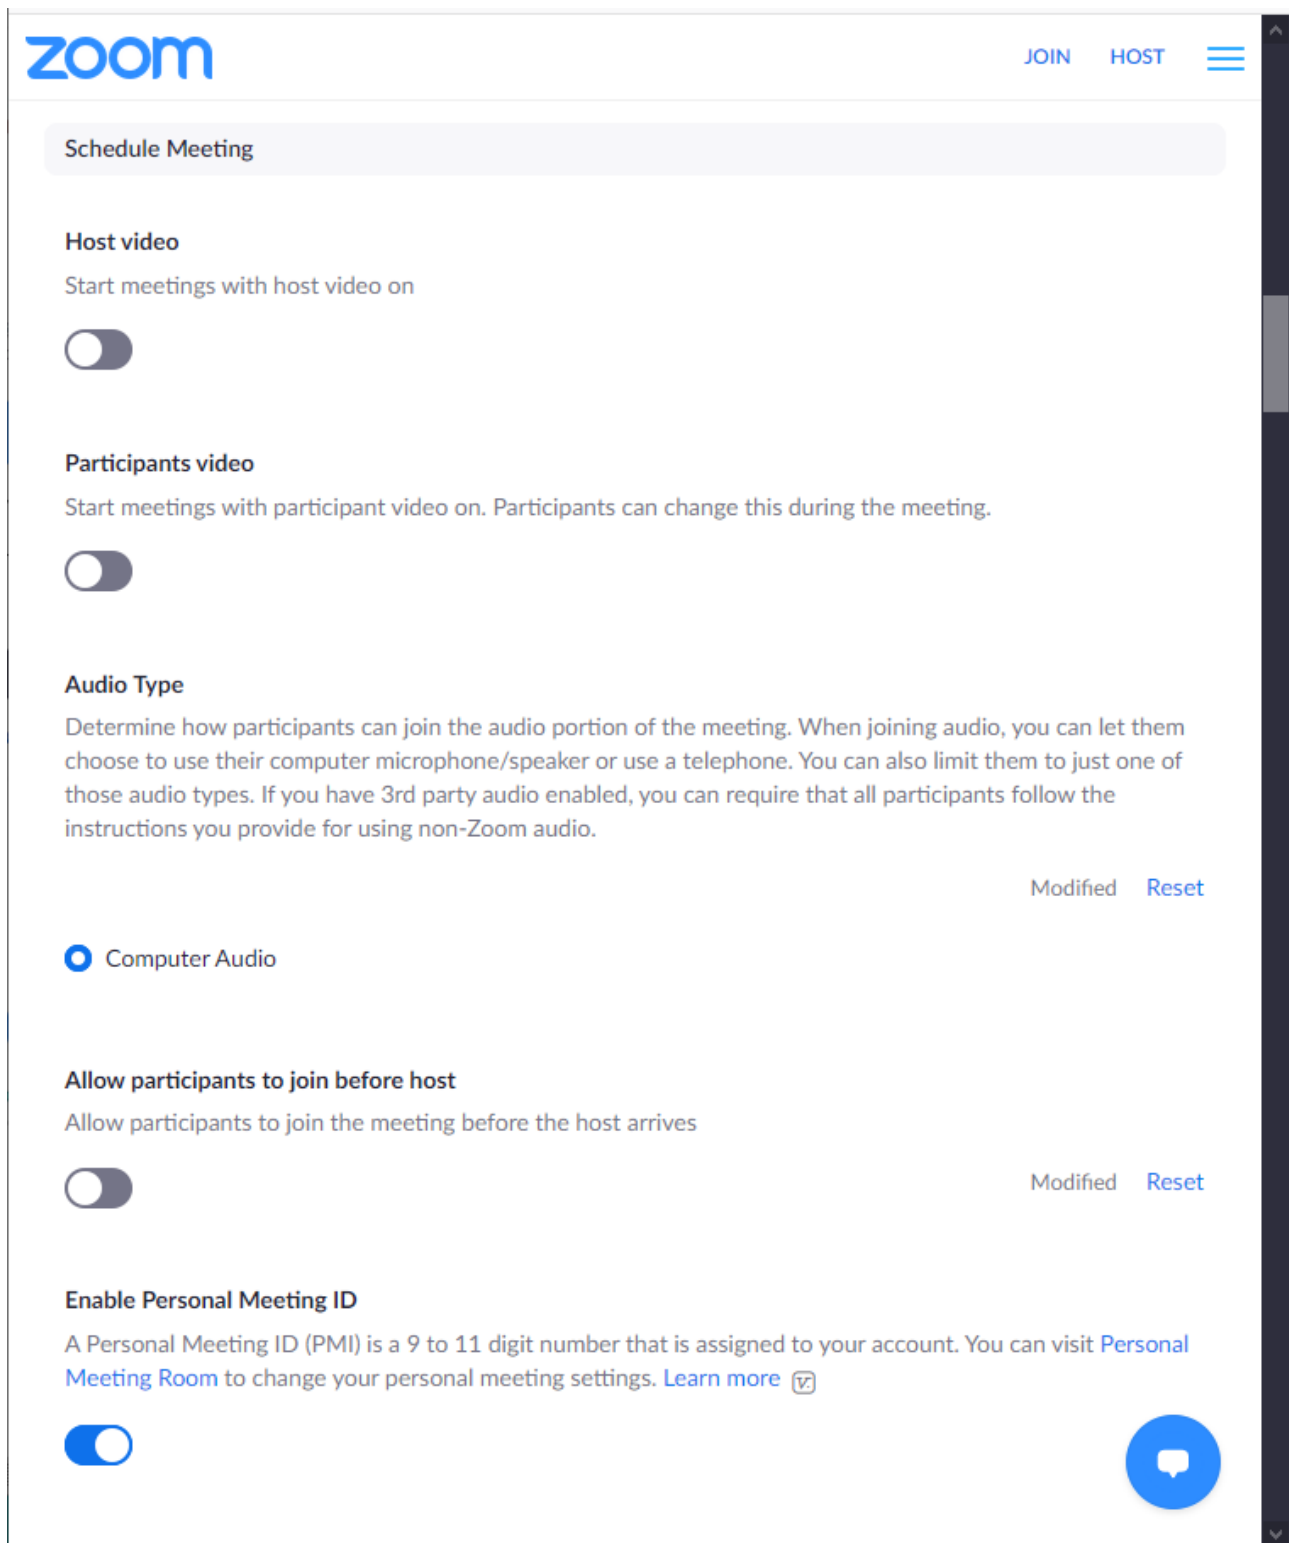 zoom
JOIN HOST
Schedule Meeting
Host video
Start meetings with host video on
Participants video
Start meetings with participant video on. Participants can change this during the meeting.
Audio Type
Determine how participants can join the audio portion of the meeting. When joining audio, you can let them
choose to use their computer microphone/speaker or use a telephone. You can also limit them to just one of
those audio types. If you have 3rd party audio enabled, you can require that all participants follow the
instructions you provide for using non-Zoom audio.
Modified Reset
Computer Audio
Allow participants to join before host
Allow participants to join the meeting before the host arrives
Modified Reset
Enable Personal Meeting ID
A Personal Meeting ID (PMI) is a 9 to 11 digit number that is assigned to your account. You can visit Personal
Meeting Room to change your personal meeting settings. Learn more